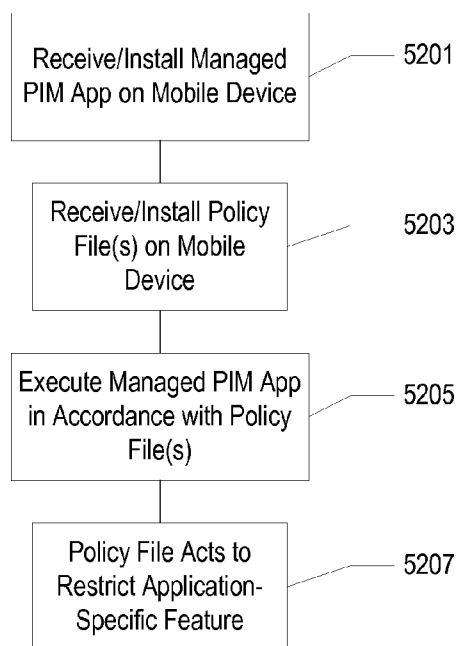 Receive/Install Managed
PIM App on Mobile Device
5201
Receive/Install Policy
File(s) on Mobile
Device
5203
Execute Managed PIM App
in Accordance with Policy
File(s)
5205
Policy File Acts to
Restrict Application-
Specific Feature
5207